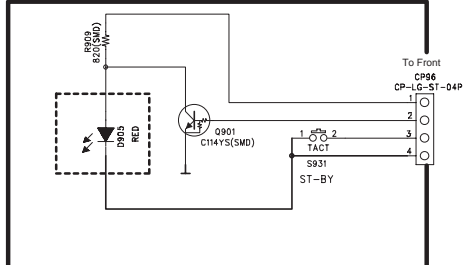 R909
820(SMD)
To Front
CP96
CP-LG-ST-04P
1
2
3
4
D905
RED
Q901
C114YS(SMD)
1 2
TACT
S931
ST-BY